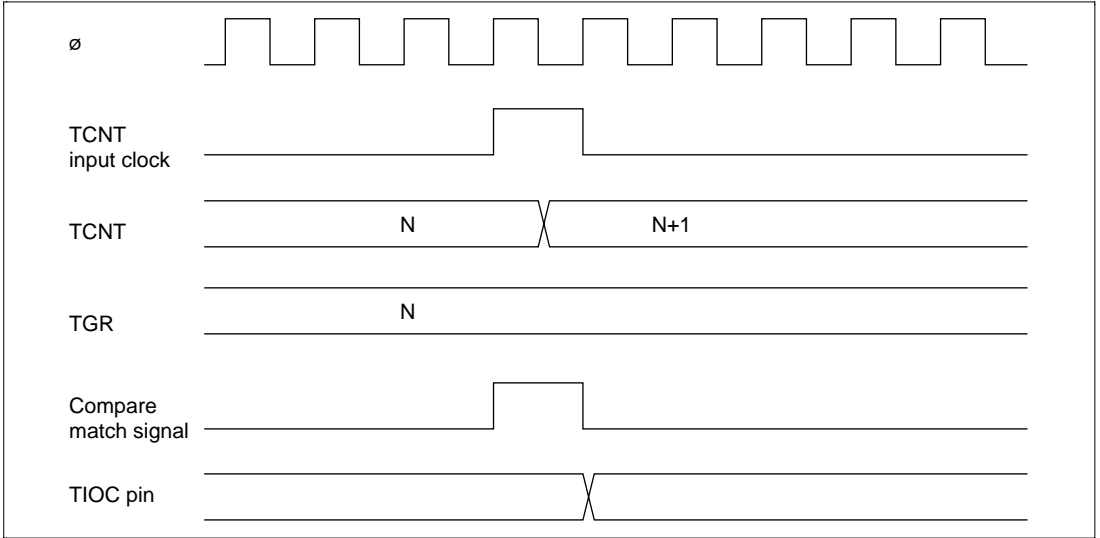 ø
TCNT
input clock
TCNT
N
N+1
TGR
N
Compare
match signal
TIOC pin